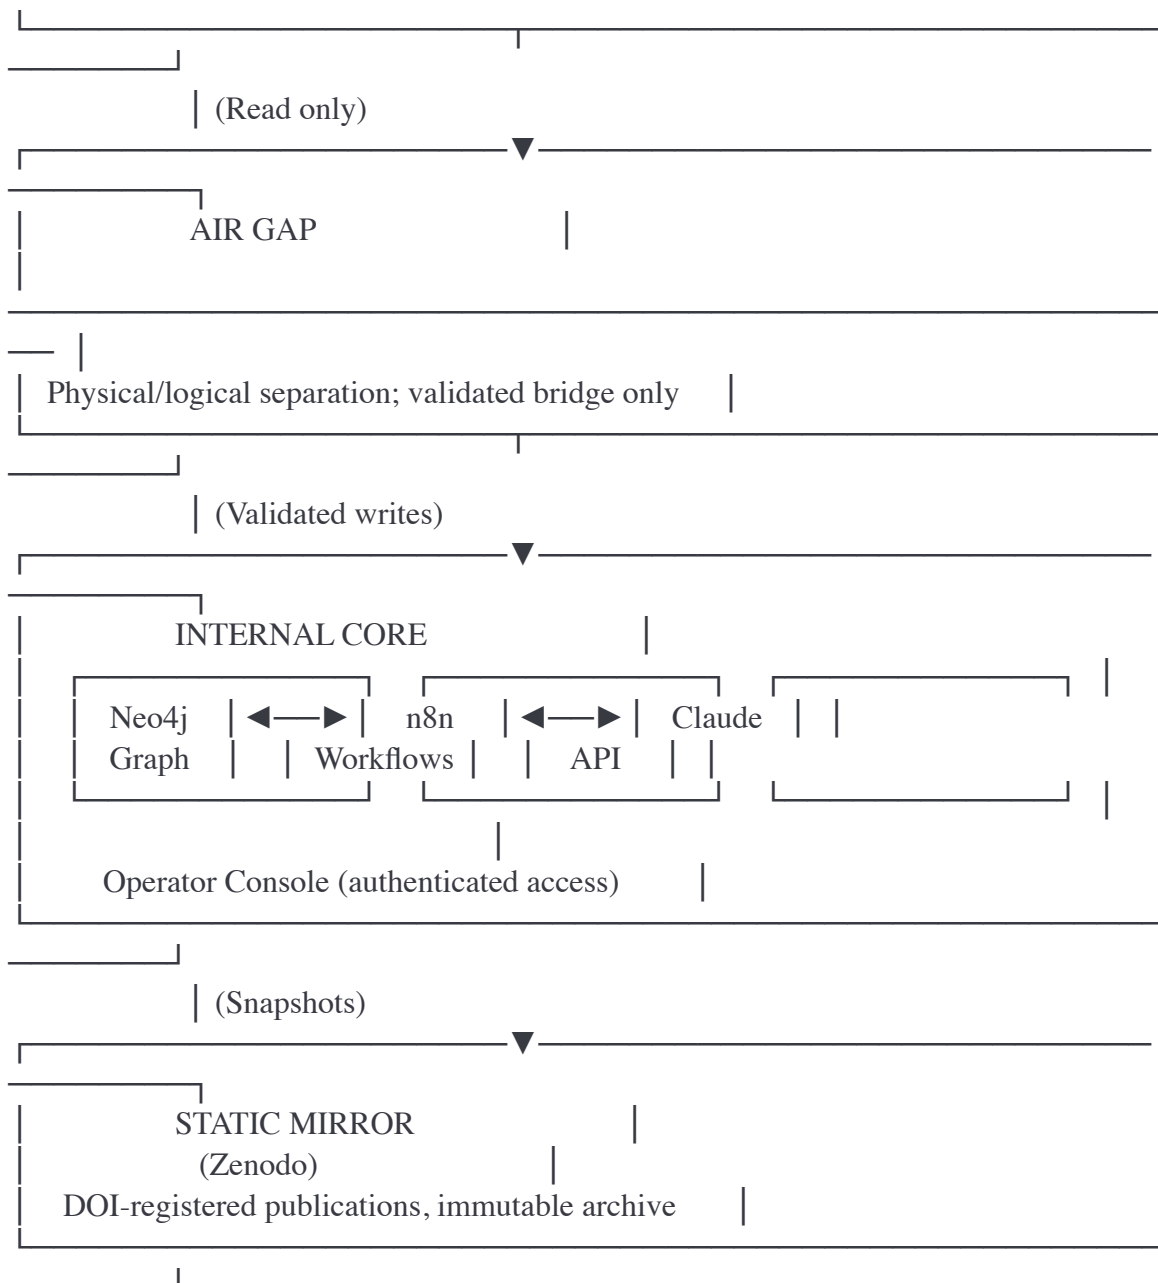 (Read only)
AIR GAP
Physical/logical separation; validated bridge only
(Validated writes)
INTERNAL CORE
Neo4j n8n Claude
Graph Workflows API
Operator Console (authenticated access)
(Snapshots)
STATIC MIRROR
(Zenodo)
DOI-registered publications, immutable archive